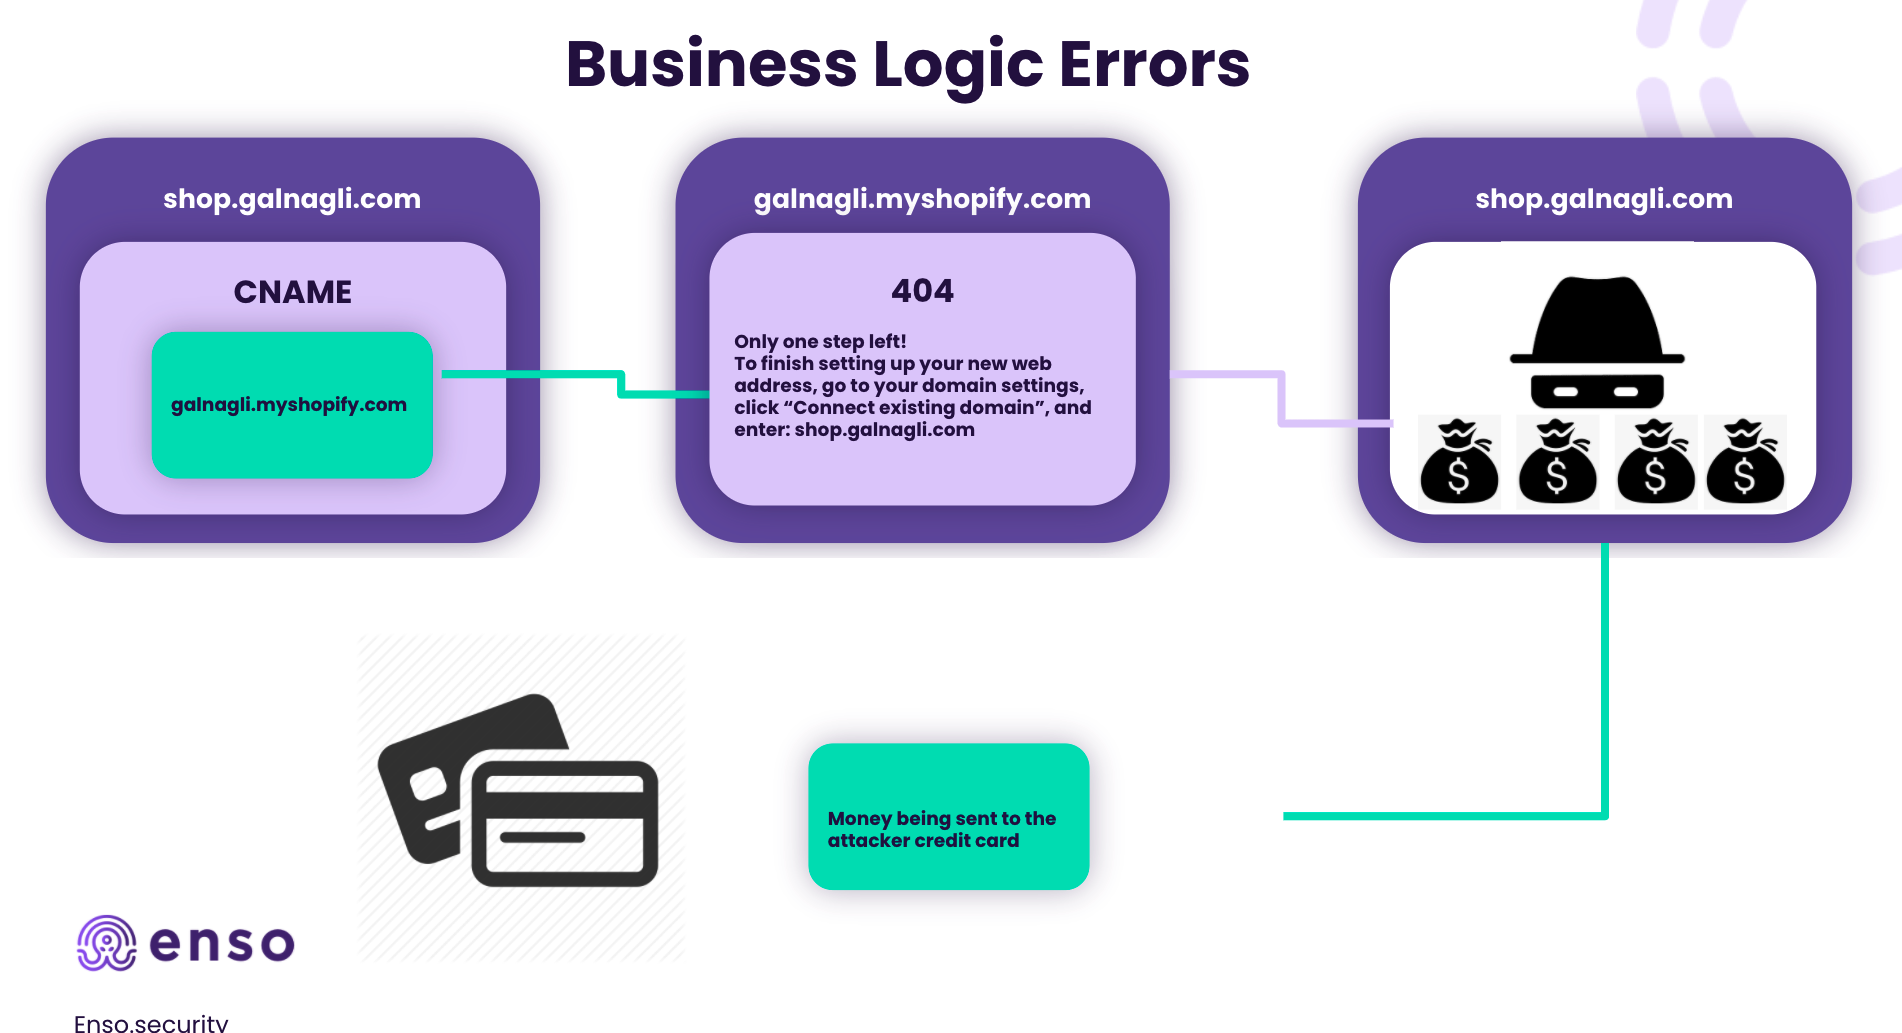 Business Logic Errors
shop.galnagli.com
CNAME
galnagli.myshopify.com
galnagli.myshopify.com
404
Only one step left!
To finish setting up your new web
address, go to your domain settings,
click “Connect existing domain”, and
enter: shop.galnagli.com
shop.galnagli.com
$ $ $ $
Money being sent to the
attacker credit card
enso
Enso.security